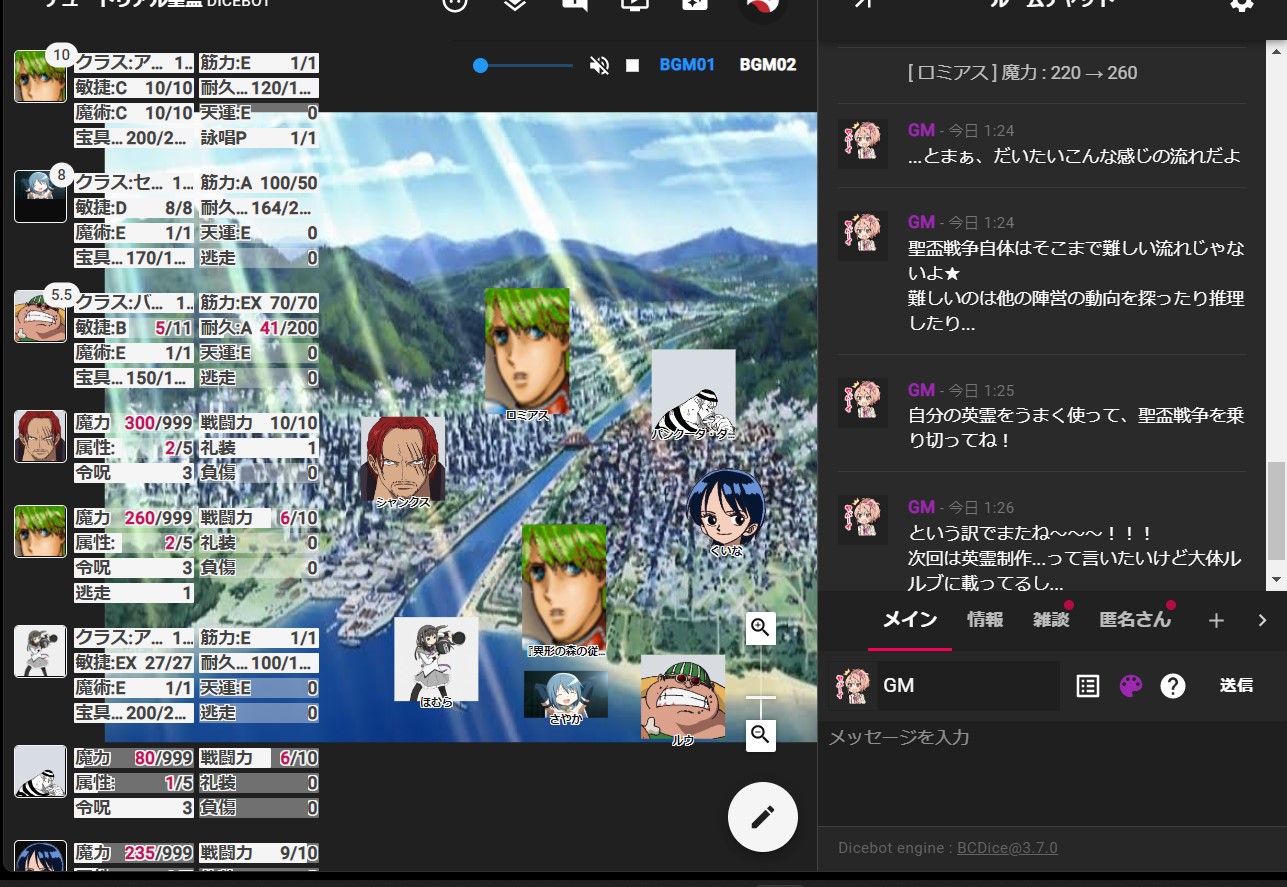 DICEBOT
BGM01
BGM02
10
クラス:ア... 1...
筋力:E 1/1
敏捷:C 10/10
耐久... 120/1...
魔術:C 10/10
天運:E 0
宝具... 200/2...
詠唱P 1/1
8
クラス:セ... 1...
筋力:A 100/50
敏捷:D 8/8
耐久... 164/2...
魔術:E 1/1
天運:E 0
宝具... 170/1...
逃走 0
5.5
クラス:バ... 1...
筋力:EX 70/70
敏捷:B 5/11
耐久:A 41/200
魔術:E 1/1
天運:E 0
宝具... 150/1...
逃走 0
魔力 300/999
戦闘力 10/10
属性: 2/5
礼装 1
令呪 3
負傷 0
魔力 260/999
戦闘力 6/10
属性: 2/5
礼装 0
令呪 3
負傷 0
逃走 1
クラス:ア... 1...
筋力:E 1/1
敏捷:EX 27/27
耐久... 100/1...
魔術:E 1/1
天運:E 0
宝具... 200/2...
逃走 0
魔力 80/999
戦闘力 6/10
属性: 1/5
礼装 0
令呪 3
負傷 0
魔力 235/999
戦闘力 9/10
ロミアス
シャンクス
くいな
『異形の森の従...
ほむら
さやか
ルウ
[ ロミアス ] 魔力 : 220 → 260
GM - 今日 1:24
…とまぁ、だいたいこんな感じの流れだよ
GM - 今日 1:24
聖盃戦争自体はそこまで難しい流れじゃな
いよ★
難しいのは他の陣営の動向を探ったり推理
したり…
GM - 今日 1:25
自分の英霊をうまく使って、聖盃戦争を乗
り切ってね！
GM - 今日 1:26
という訳でまたね～～～！！！
次回は英霊制作…って言いたいけど大体ル
ルブに載ってるし…
メイン 情報 雑談 匿名さん
GM
送信
メッセージを入力
Dicebot engine : BCDice@3.7.0